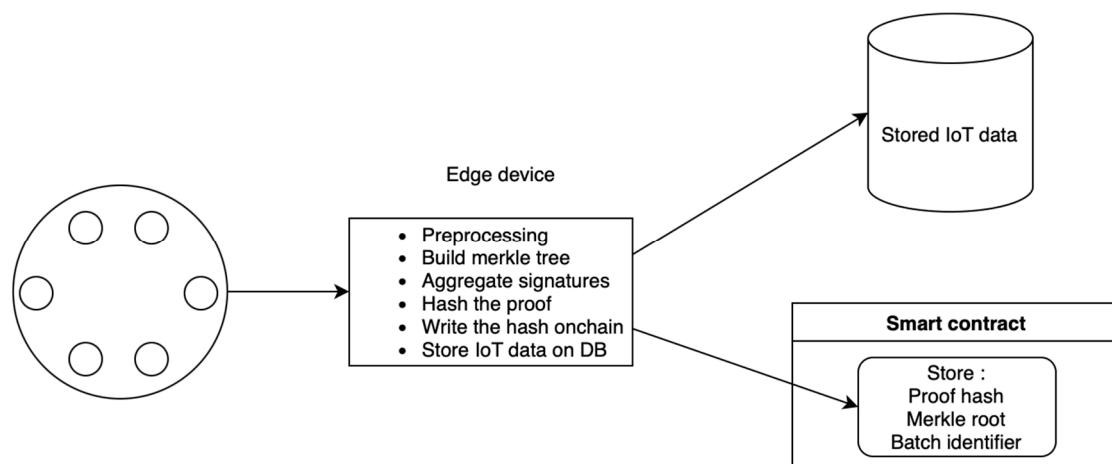 Edge device
• Preprocessing
• Build merkle tree
• Aggregate signatures
• Hash the proof
• Write the hash onchain
• Store IoT data on DB
Stored IoT data
Smart contract
Store :
Proof hash
Merkle root
Batch identifier